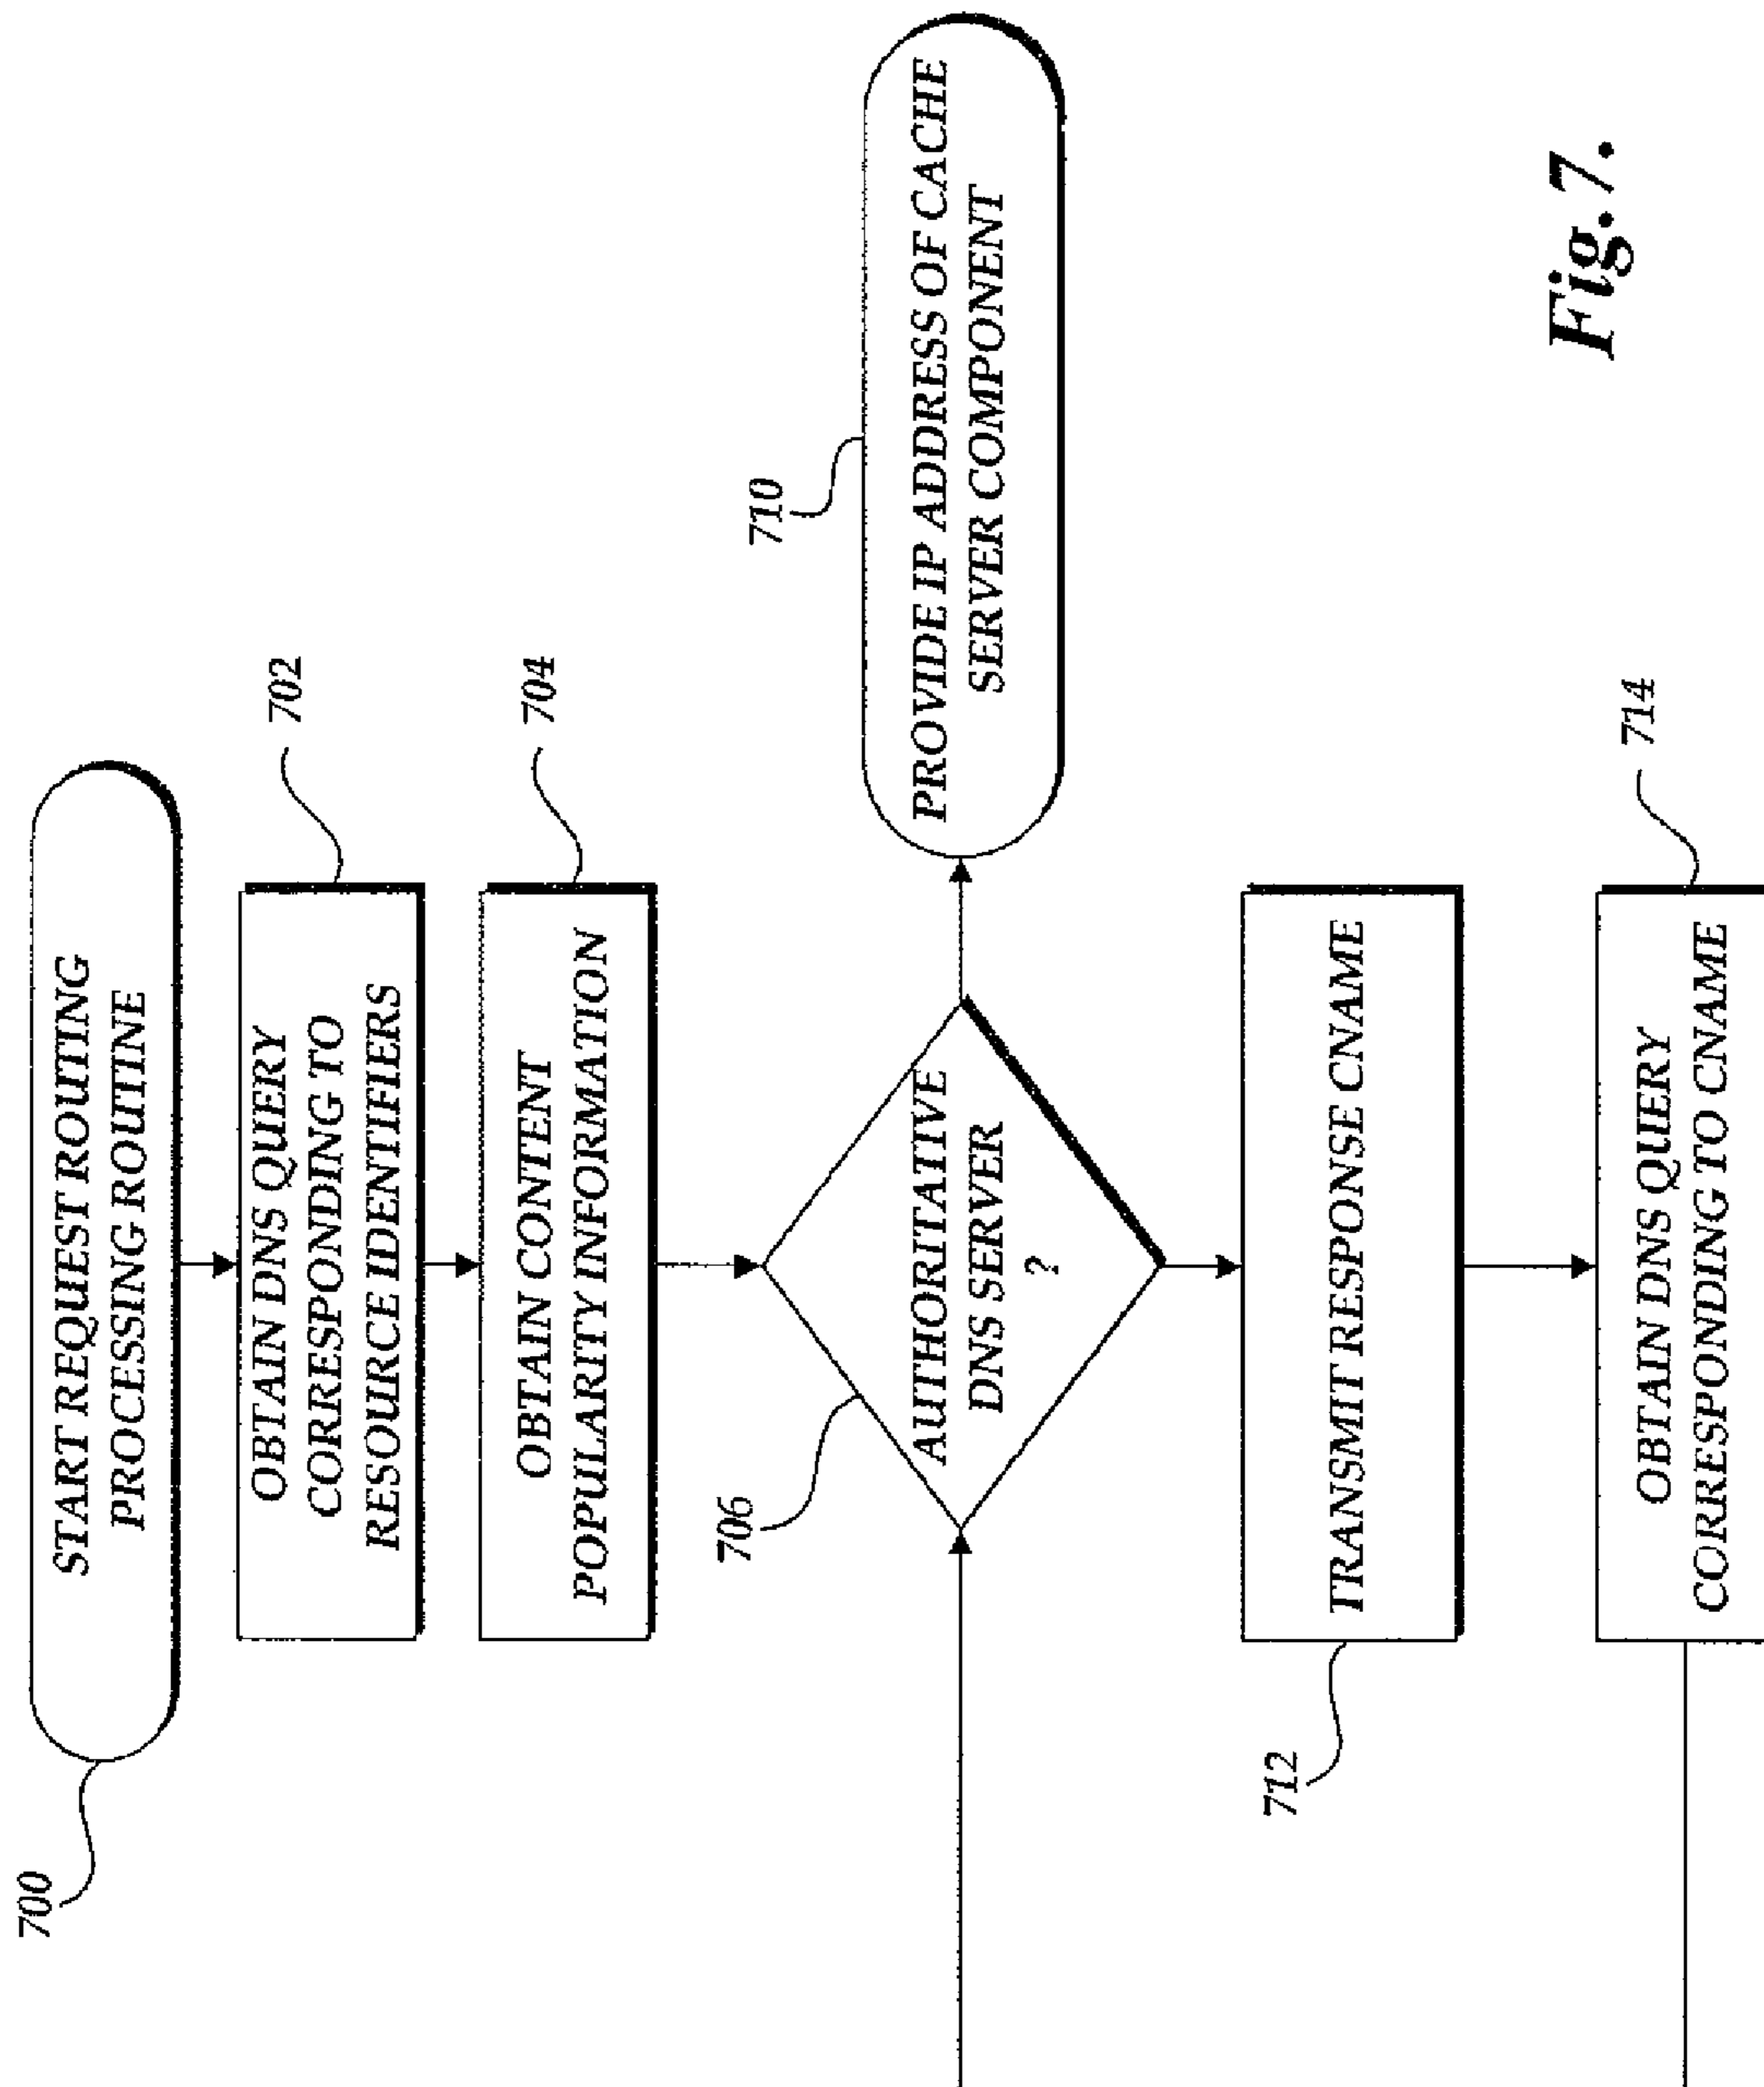 700
START REQUEST ROUTING
PROCESSING ROUTINE
702
OBTAIN DNS QUERY
CORRESPONDING TO
RESOURCE IDENTIFIERS
704
OBTAIN CONTENT
POPULARITY INFORMATION
706
AUTHORITATIVE
DNS SERVER
?
710
PROVIDE IP ADDRESS OF CACHE
SERVER COMPONENT
712
TRANSMIT RESPONSE CNAME
714
OBTAIN DNS QUERY
CORRESPONDING TO CNAME
Fig.7.